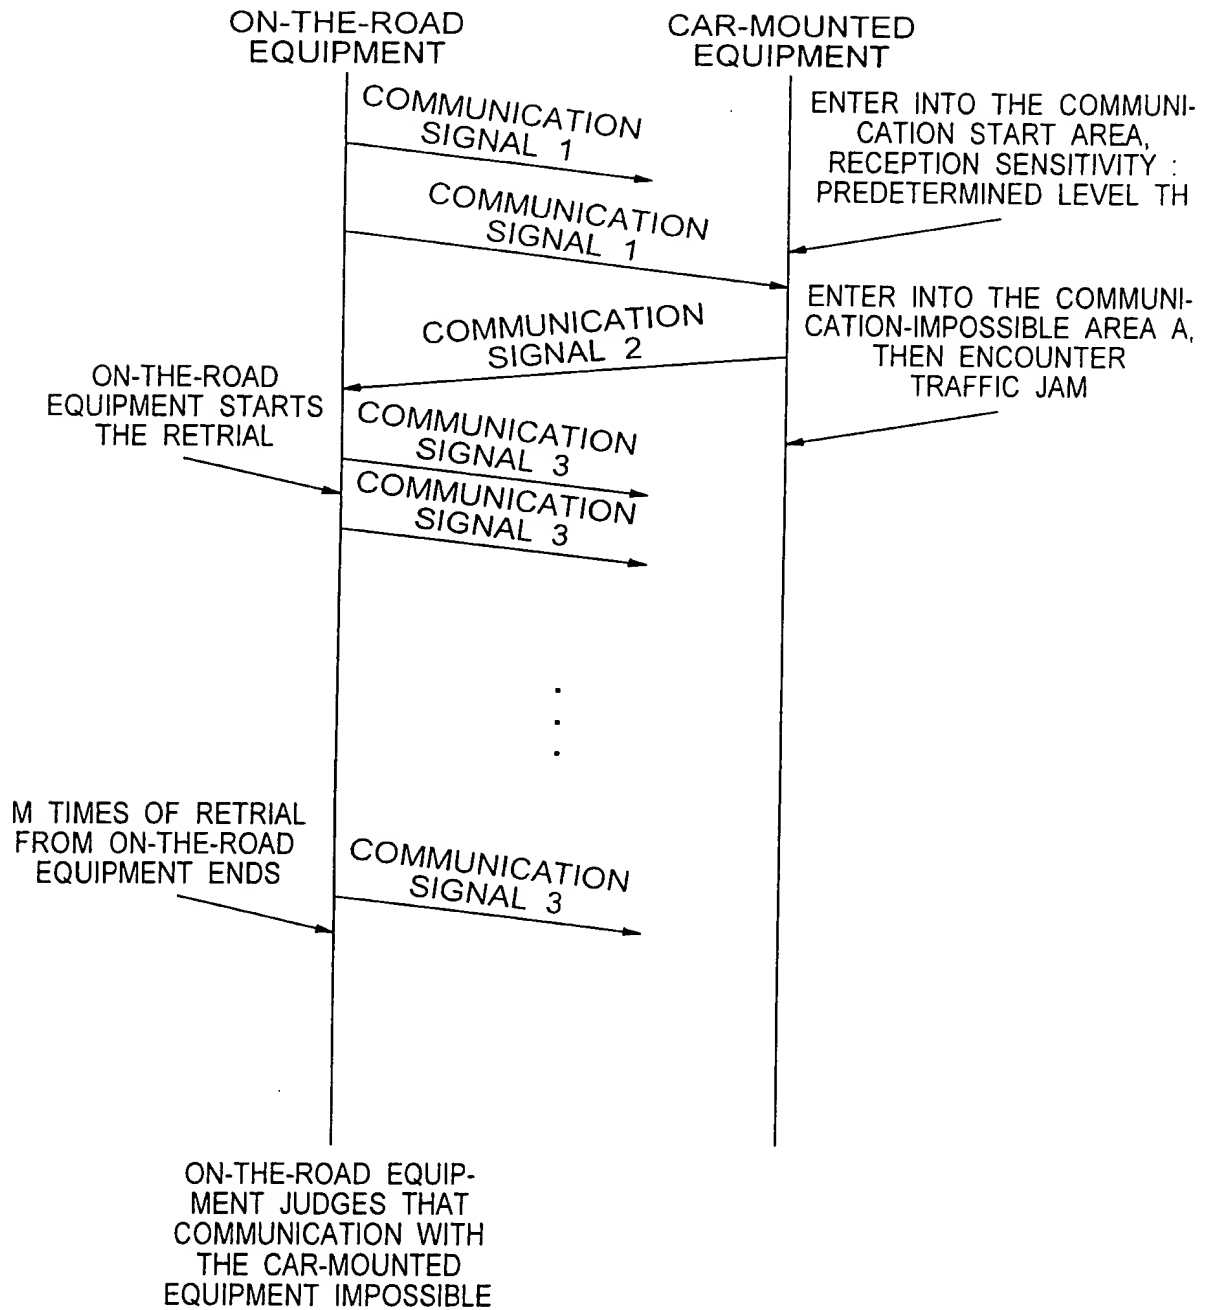 ON-THE-ROAD
EQUIPMENT
CAR-MOUNTED
EQUIPMENT
COMMUNICATION
SIGNAL 1
ENTER INTO THE COMMUNI-
CATION START AREA,
RECEPTION SENSITIVITY :
PREDETERMINED LEVEL TH
COMMUNICATION
SIGNAL 1
ENTER INTO THE COMMUNI-
CATION-IMPOSSIBLE AREA A,
THEN ENCOUNTER
TRAFFIC JAM
COMMUNICATION
SIGNAL 2
ON-THE-ROAD
EQUIPMENT STARTS
THE RETRIAL
COMMUNICATION
SIGNAL 3
COMMUNICATION
SIGNAL 3
M TIMES OF RETRIAL
FROM ON-THE-ROAD
EQUIPMENT ENDS
COMMUNICATION
SIGNAL 3
ON-THE-ROAD EQUIP-
MENT JUDGES THAT
COMMUNICATION WITH
THE CAR-MOUNTED
EQUIPMENT IMPOSSIBLE